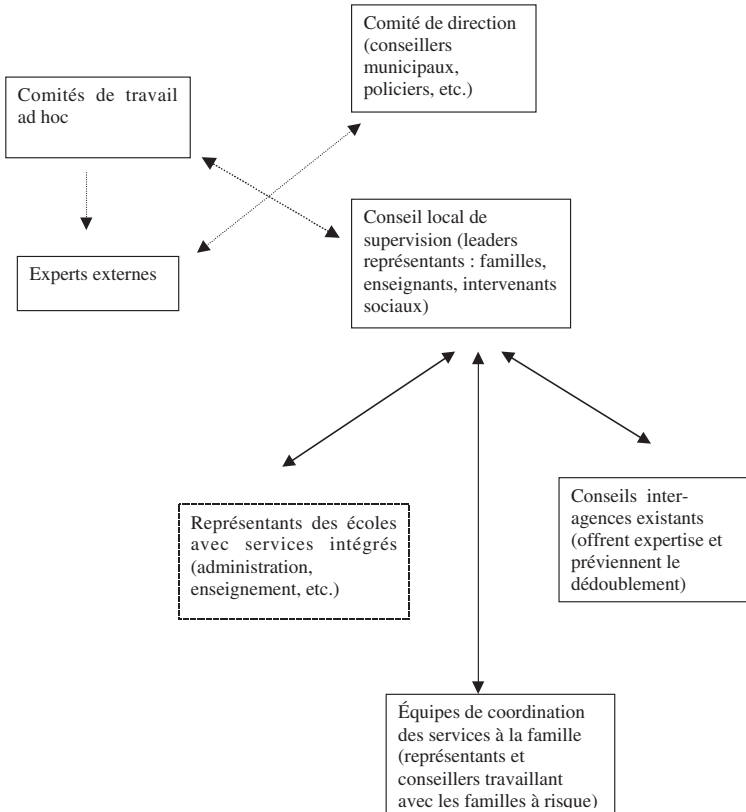 Comité de direction
(conseillers
municipaux,
policiers, etc.)
Comités de travail
ad hoc
Conseil local de
supervision (leaders
représentants : familles,
enseignants, intervenants
sociaux)
Experts externes
Représentants des écoles
avec services intégrés
(administration,
enseignement, etc.)
Conseils inter-
agences existants
(offrent expertise et
préviennent le
dédoublement)
Équipes de coordination
des services à la famille
(représentants et
conseillers travaillant
avec les familles à risque)